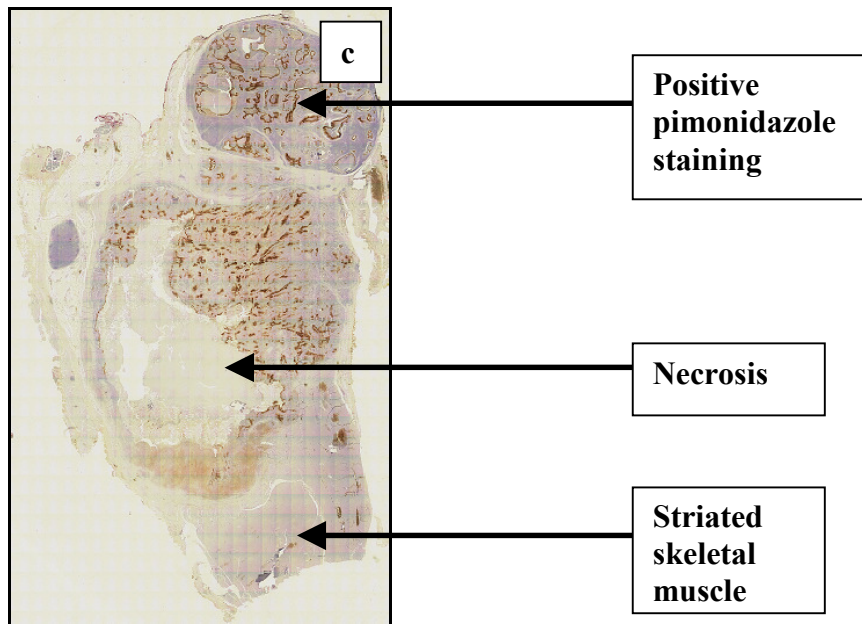 c
Positive
pimonidazole
staining
Necrosis
Striated
skeletal
muscle